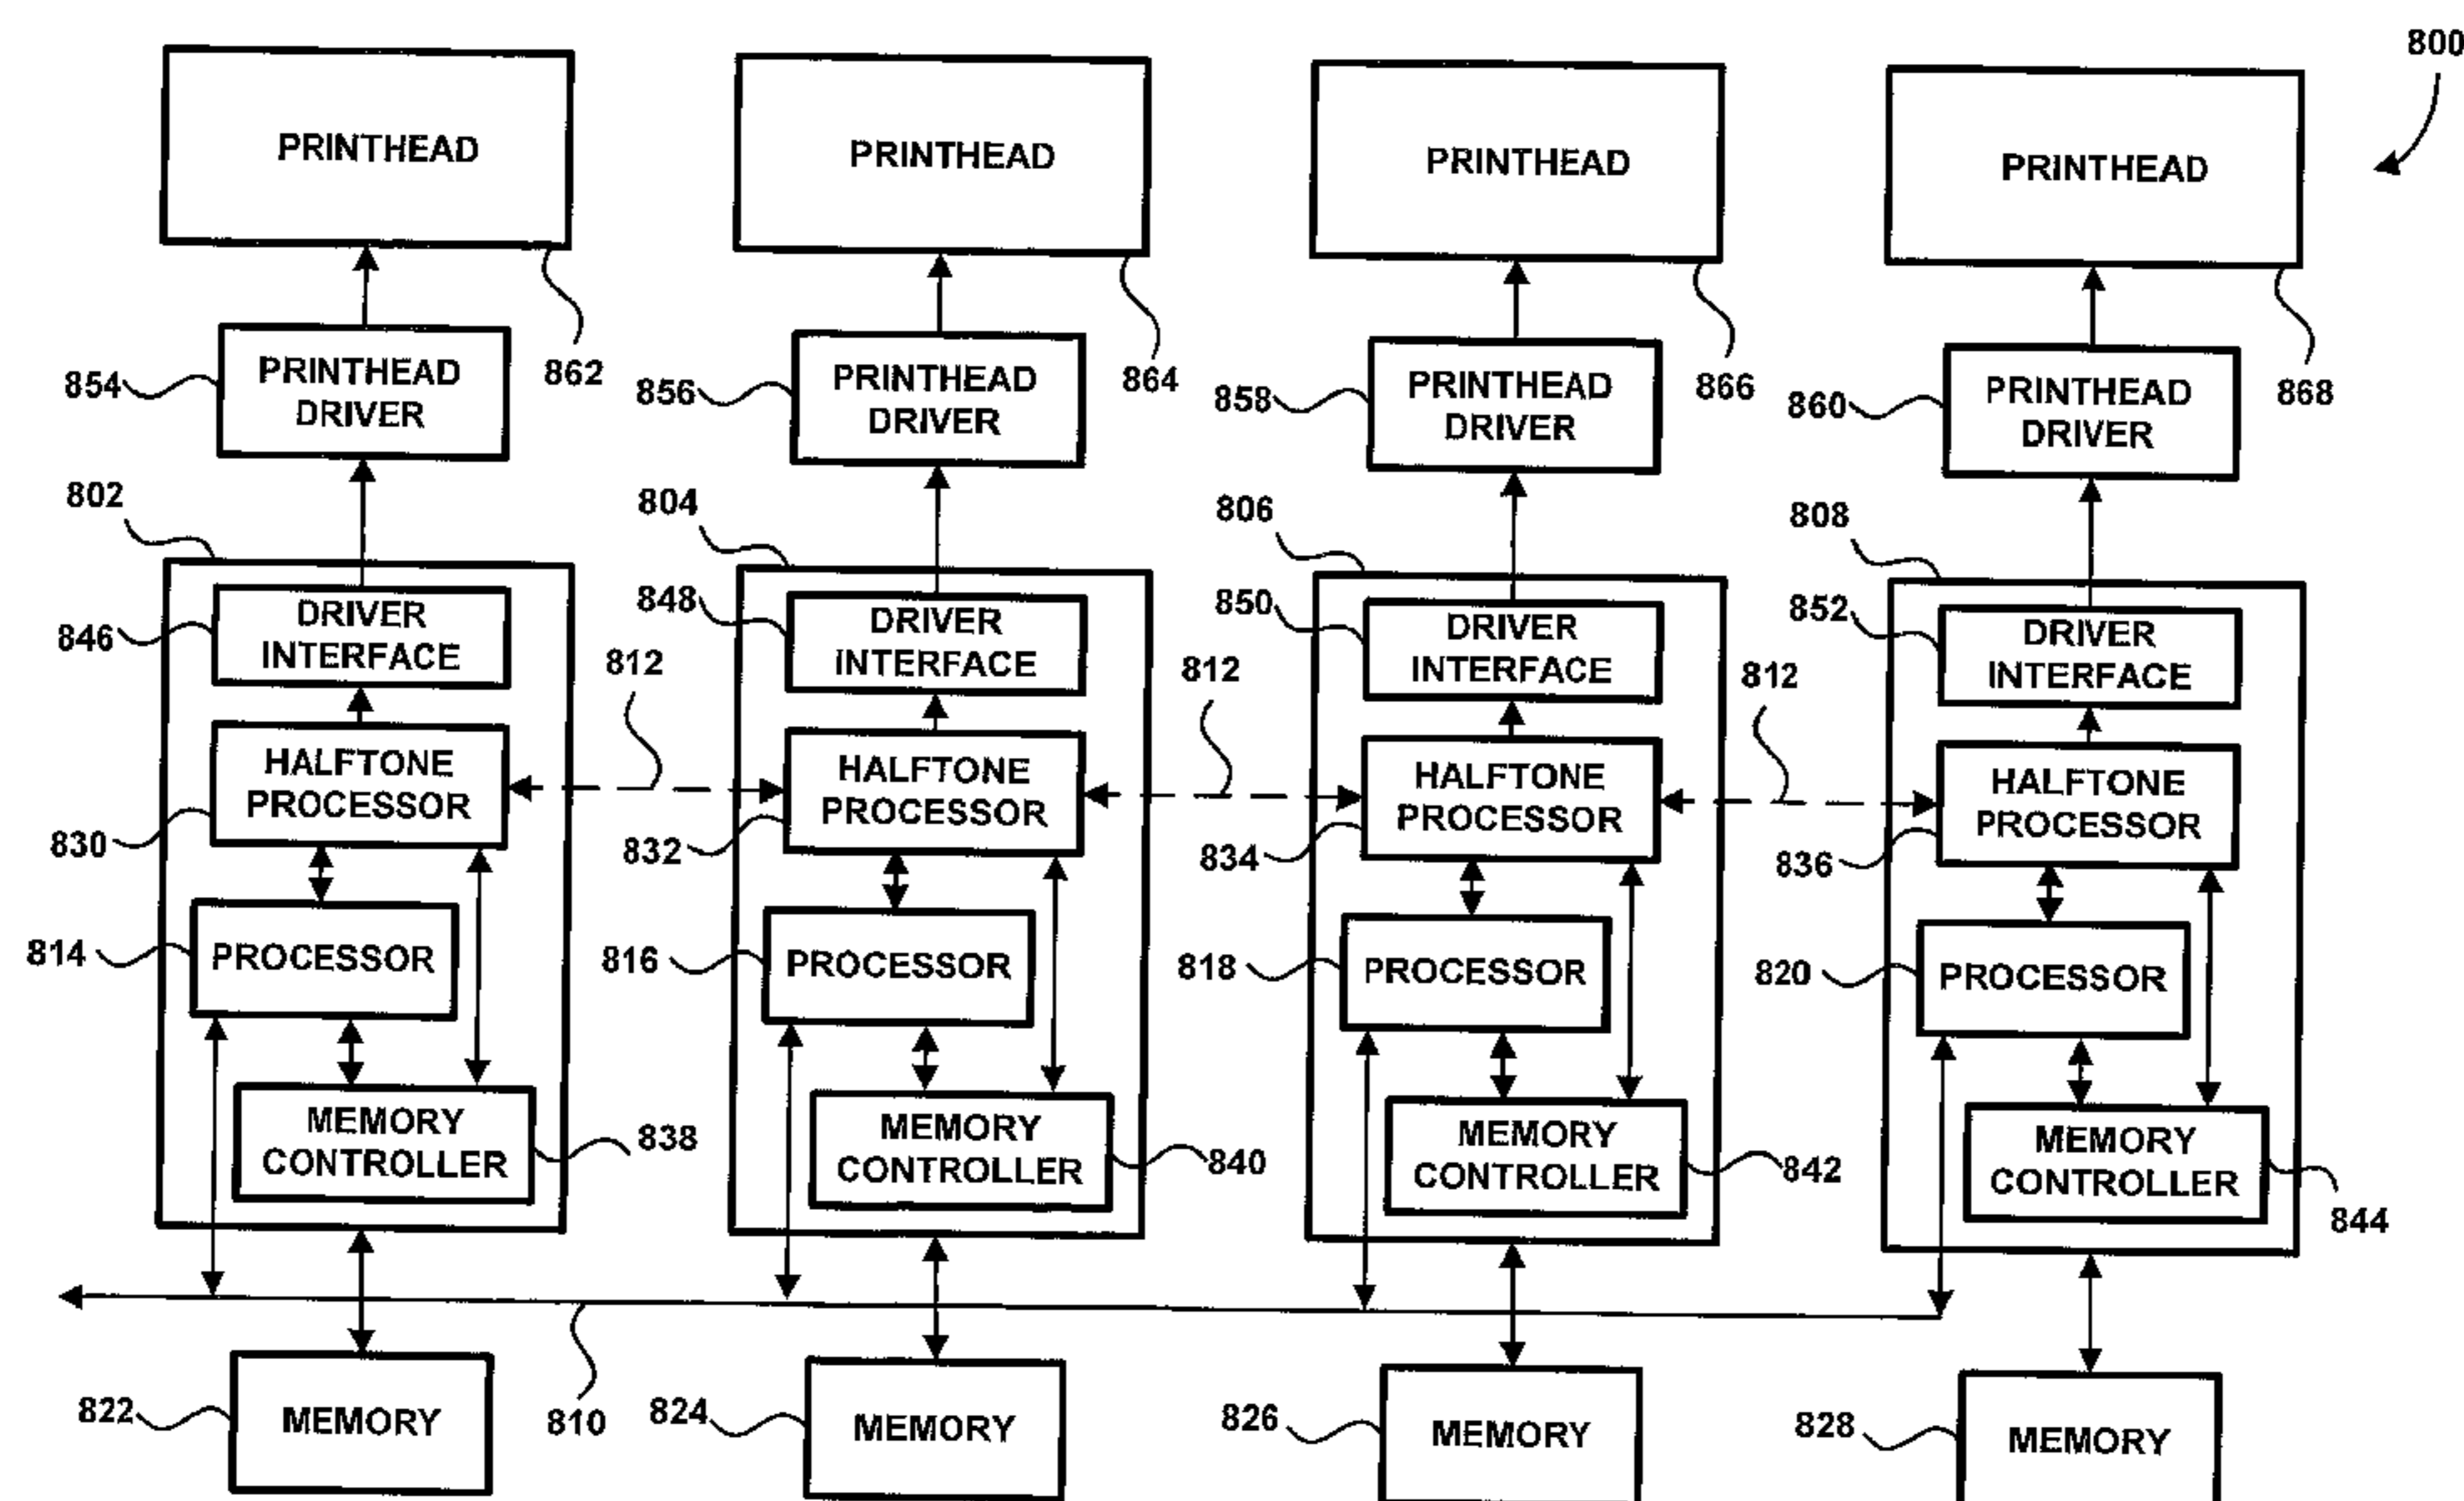 800
PRINTHEAD
PRINTHEAD
PRINTHEAD
PRINTHEAD
862
864
866
868
854
PRINTHEAD
DRIVER
856
PRINTHEAD
DRIVER
858
PRINTHEAD
DRIVER
860
PRINTHEAD
DRIVER
802
804
806
808
846
DRIVER
INTERFACE
848
DRIVER
INTERFACE
850
DRIVER
INTERFACE
852
DRIVER
INTERFACE
812
812
812
830
HALFTONE
PROCESSOR
832
HALFTONE
PROCESSOR
834
HALFTONE
PROCESSOR
836
HALFTONE
PROCESSOR
814
PROCESSOR
816
PROCESSOR
818
PROCESSOR
820
PROCESSOR
MEMORY
CONTROLLER
838
MEMORY
CONTROLLER
840
MEMORY
CONTROLLER
842
MEMORY
CONTROLLER
844
822
MEMORY
810
824
MEMORY
826
MEMORY
828
MEMORY